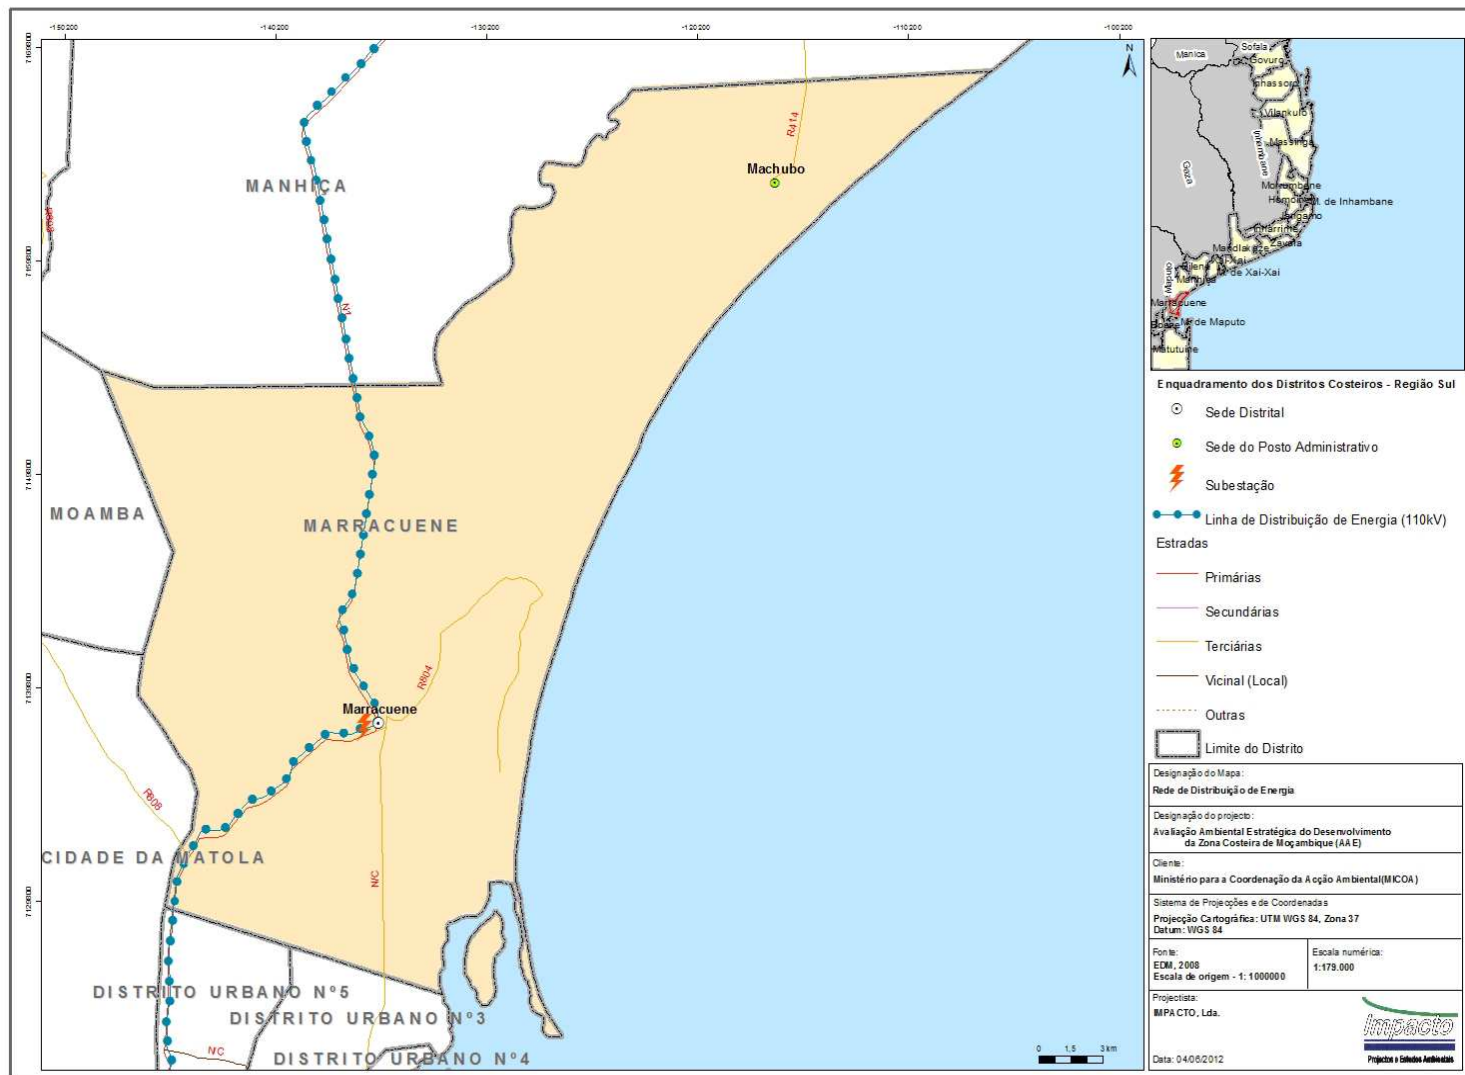 -150200
-140200
-130200
-120200
-110200
-100200
N
R414
Machubo
MANHIÇA
N1
MOAMBA
MARRACUENE
R804
Marracuene
R808
CIDADE DA MATOLA
N/C
DISTRITO URBANO Nº5
DISTRITO URBANO Nº3
N/C
DISTRITO URBANO Nº4
0 1,5 3 km
Manica
Sofala
Govuro
Inhassoro
Vilankulo
Inhambane
Massinga
Gaza
Morrumbene
M. de Inhambane
Jangamo
Inharrime
Zavala
Mandlakaze
M. de Xai-Xai
Manhiça
Maputo
Marracuene
M. de Maputo
Matutuine
Enquadramento dos Distritos Costeiros - Região Sul
Sede Distrital
Sede do Posto Administrativo
Subestação
Linha de Distribuição de Energia (110kV)
Estradas
Primárias
Secundárias
Terciárias
Vicinal (Local)
Outras
Limite do Distrito
Designação do Mapa:
Rede de Distribuição de Energia
Designação do projecto:
Avaliação Ambiental Estratégica do Desenvolvimento
da Zona Costeira de Moçambique (AAE)
Cliente:
Ministério para a Coordenação da Acção Ambiental(MICOA)
Sistema de Projecções e de Coordenadas
Projecção Cartográfica: UTM WGS 84, Zona 37
Datum: WGS 84
Fonte:
EDM, 2008
Escala de origem - 1: 1000000
Escala numérica:
1:179.000
Projectista:
IMPACTO, Lda.
Data: 04/06/2012
Impacto
Projectos e Estudos Ambientais